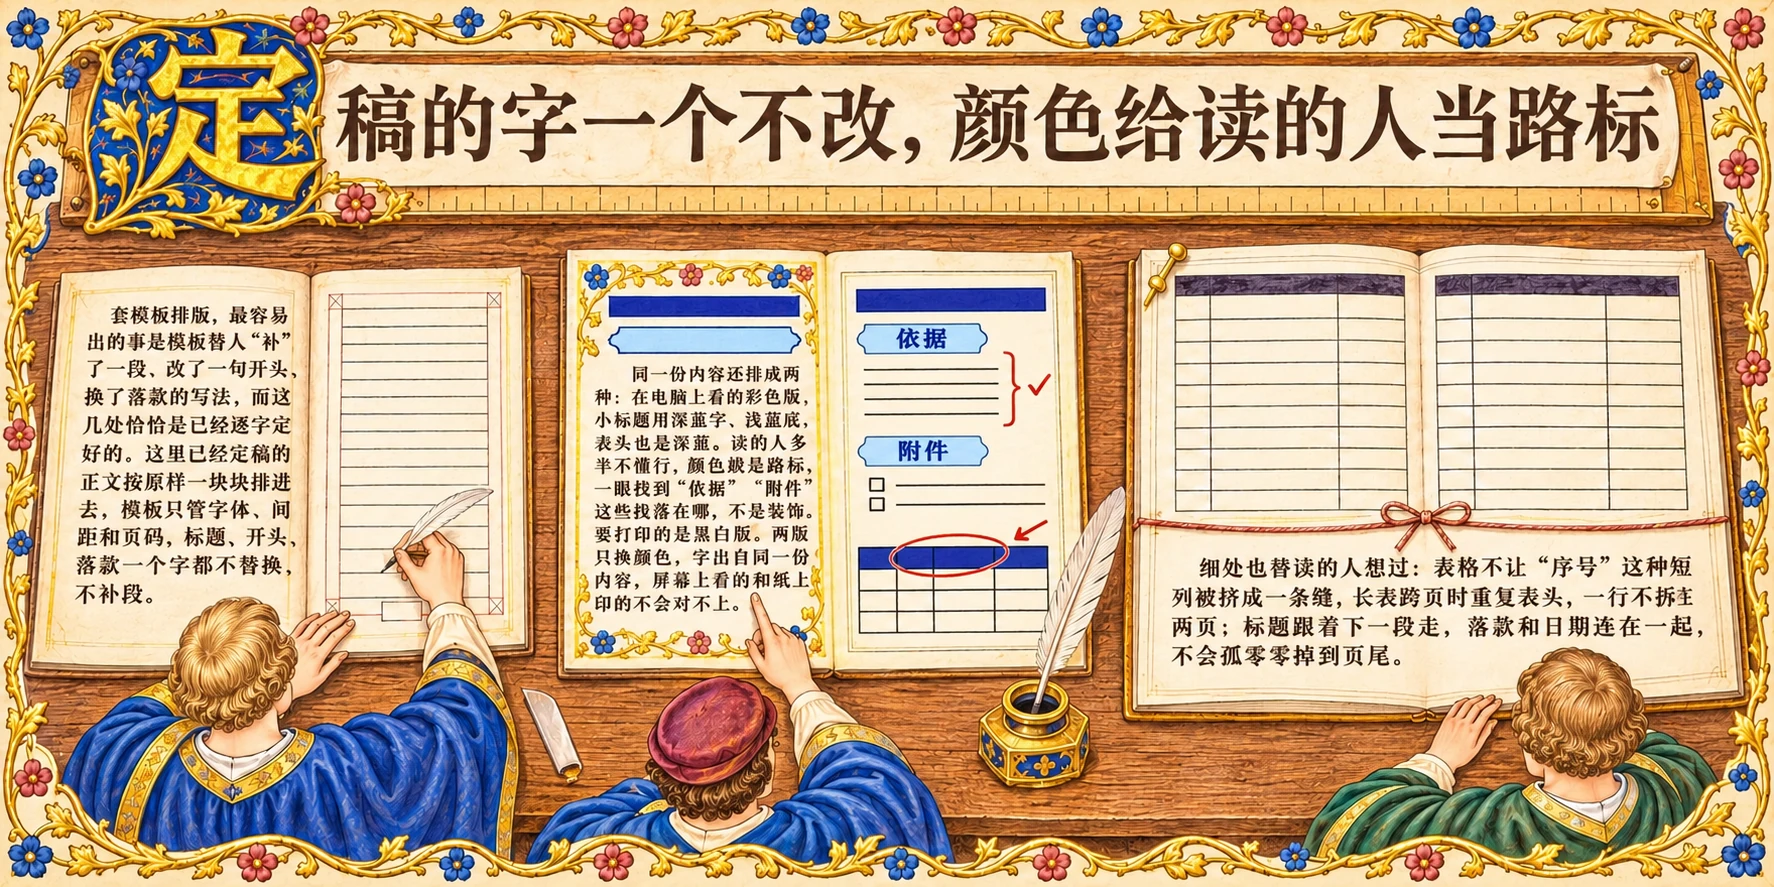 定稿的字一个不改，颜色给读的人当路标
套模板排版，最容易
出的事是模板替人“补”
了一段、改了一句开头、
换了落款的写法，而这
几处恰恰是已经逐字定
好的。这里已经定稿的
正文按原样一块块排进
去，模板只管字体、间
距和页码，标题、开头、
落款一个字都不替换，
不补段。
同一份内容还排成两
种：在电脑上看的彩色版，
小标题用深蓝字、浅蓝底，
表头也是深蓝。读的人多
半不懂行，颜色就是路标，
一眼找到“依据”“附件”
这些找落在哪，不是装饰。
要打印的是黑白版。两版
只换颜色，字出自同一份
内容，屏幕上看的和纸上
印的不会对不上。
依据
附件
细处也替读的人想过：表格不让“序号”这种短
列被挤成一条缝，长表跨页时重复表头，一行不拆在
两页；标题跟着下一段走，落款和日期连在一起，
不会孤零零掉到页尾。